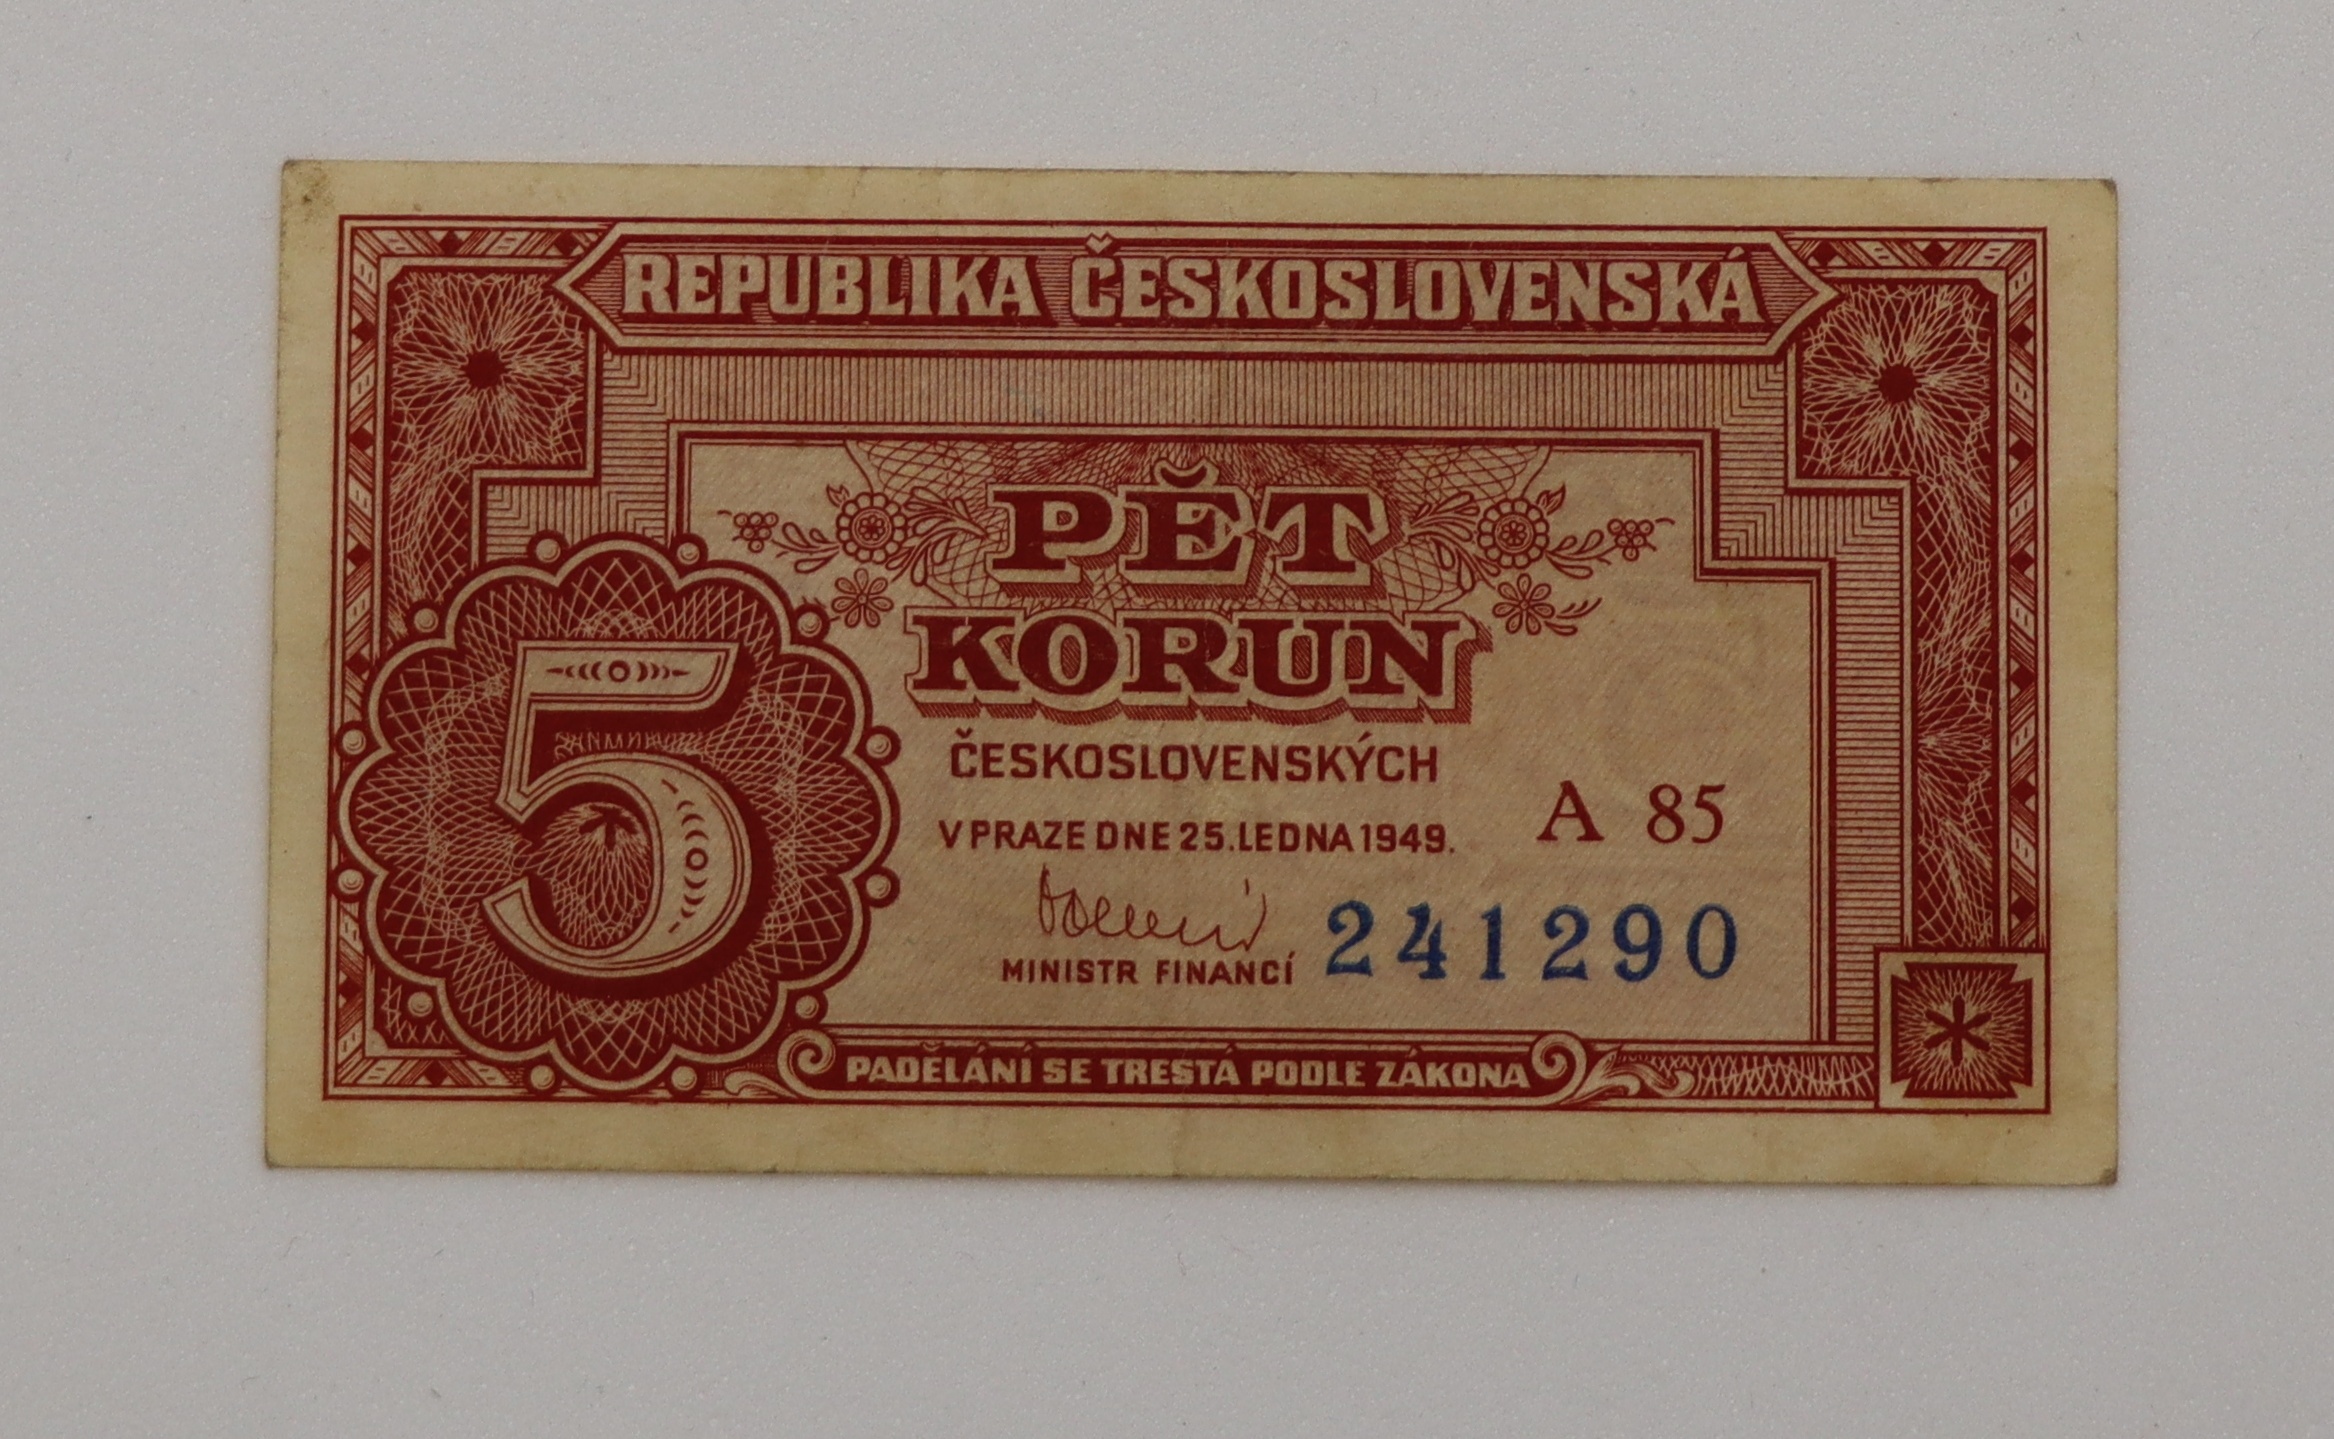 REPUBLIKA ČESKOSLOVENSKÁ
PĚT
KORUN
ČESKOSLOVENSKÝCH
V PRAZE DNE 25. LEDNA 1949.
A 85
MINISTR FINANCÍ
241290
5
PADĚLÁNÍ SE TRESTÁ PODLE ZÁKONA